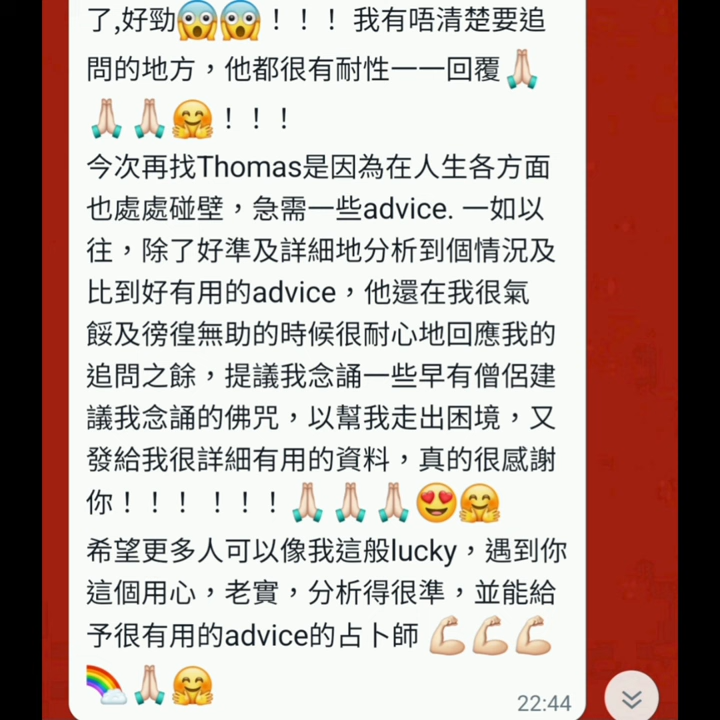 了,好勁😱😱！！！ 我有唔清楚要追
問的地方，他都很有耐性一一回覆🙏🏻
🙏🏻🙏🏻🤗！！！
今次再找Thomas是因為在人生各方面
也處處碰壁，急需一些advice. 一如以
往，除了好準及詳細地分析到個情況及
比到好有用的advice，他還在我很氣
餒及徬徨無助的時候很耐心地回應我的
追問之餘，提議我念誦一些早有僧侶建
議我念誦的佛咒，以幫我走出困境，又
發給我很詳細有用的資料，真的很感謝
你！！！ ！！！🙏🏻🙏🏻🙏🏻😍🤗
希望更多人可以像我這般lucky，遇到你
這個用心，老實，分析得很準，並能給
予很有用的advice的占卜師 💪🏻💪🏻💪🏻
🌈🙏🏻🤗
22:44